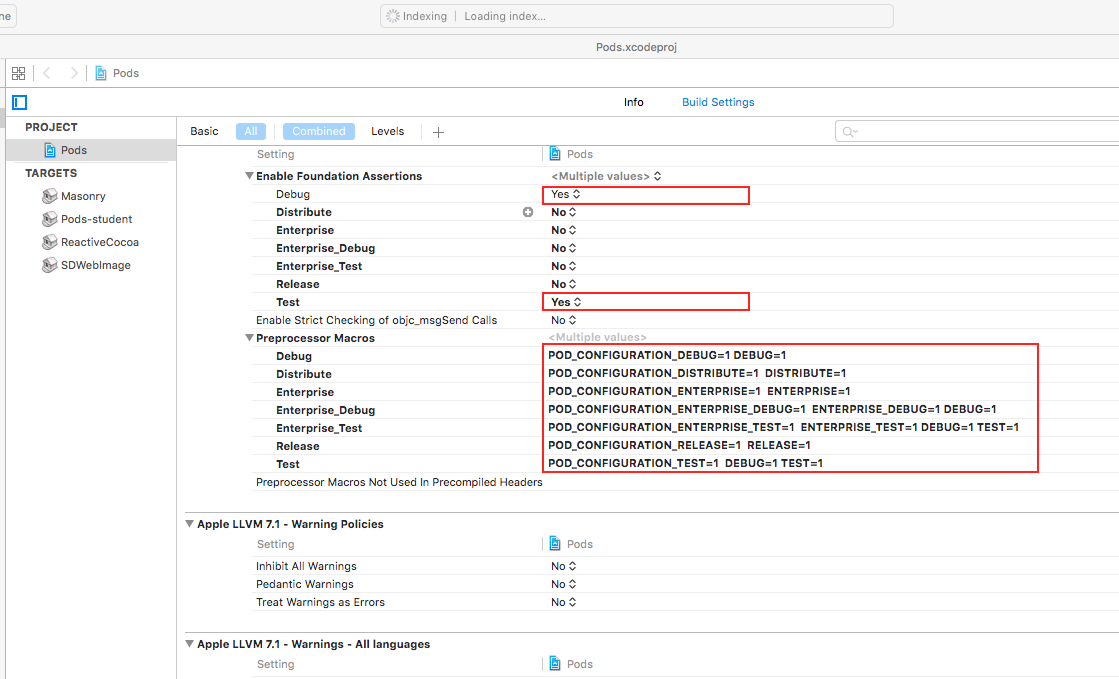 ne
Indexing | Loading index...
Pods.xcodeproj
Pods
Info Build Settings
PROJECT
Pods
TARGETS
Masonry
Pods-student
ReactiveCocoa
SDWebImage
Basic All Combined Levels +
Setting Pods
Enable Foundation Assertions <Multiple values>
Debug Yes
Distribute No
Enterprise No
Enterprise_Debug No
Enterprise_Test No
Release No
Test Yes
Enable Strict Checking of objc_msgSend Calls No
Preprocessor Macros <Multiple values>
Debug POD_CONFIGURATION_DEBUG=1 DEBUG=1
Distribute POD_CONFIGURATION_DISTRIBUTE=1 DISTRIBUTE=1
Enterprise POD_CONFIGURATION_ENTERPRISE=1 ENTERPRISE=1
Enterprise_Debug POD_CONFIGURATION_ENTERPRISE_DEBUG=1 ENTERPRISE_DEBUG=1 DEBUG=1
Enterprise_Test POD_CONFIGURATION_ENTERPRISE_TEST=1 ENTERPRISE_TEST=1 DEBUG=1 TEST=1
Release POD_CONFIGURATION_RELEASE=1 RELEASE=1
Test POD_CONFIGURATION_TEST=1 DEBUG=1 TEST=1
Preprocessor Macros Not Used In Precompiled Headers
Apple LLVM 7.1 - Warning Policies
Setting Pods
Inhibit All Warnings No
Pedantic Warnings No
Treat Warnings as Errors No
Apple LLVM 7.1 - Warnings - All languages
Setting Pods